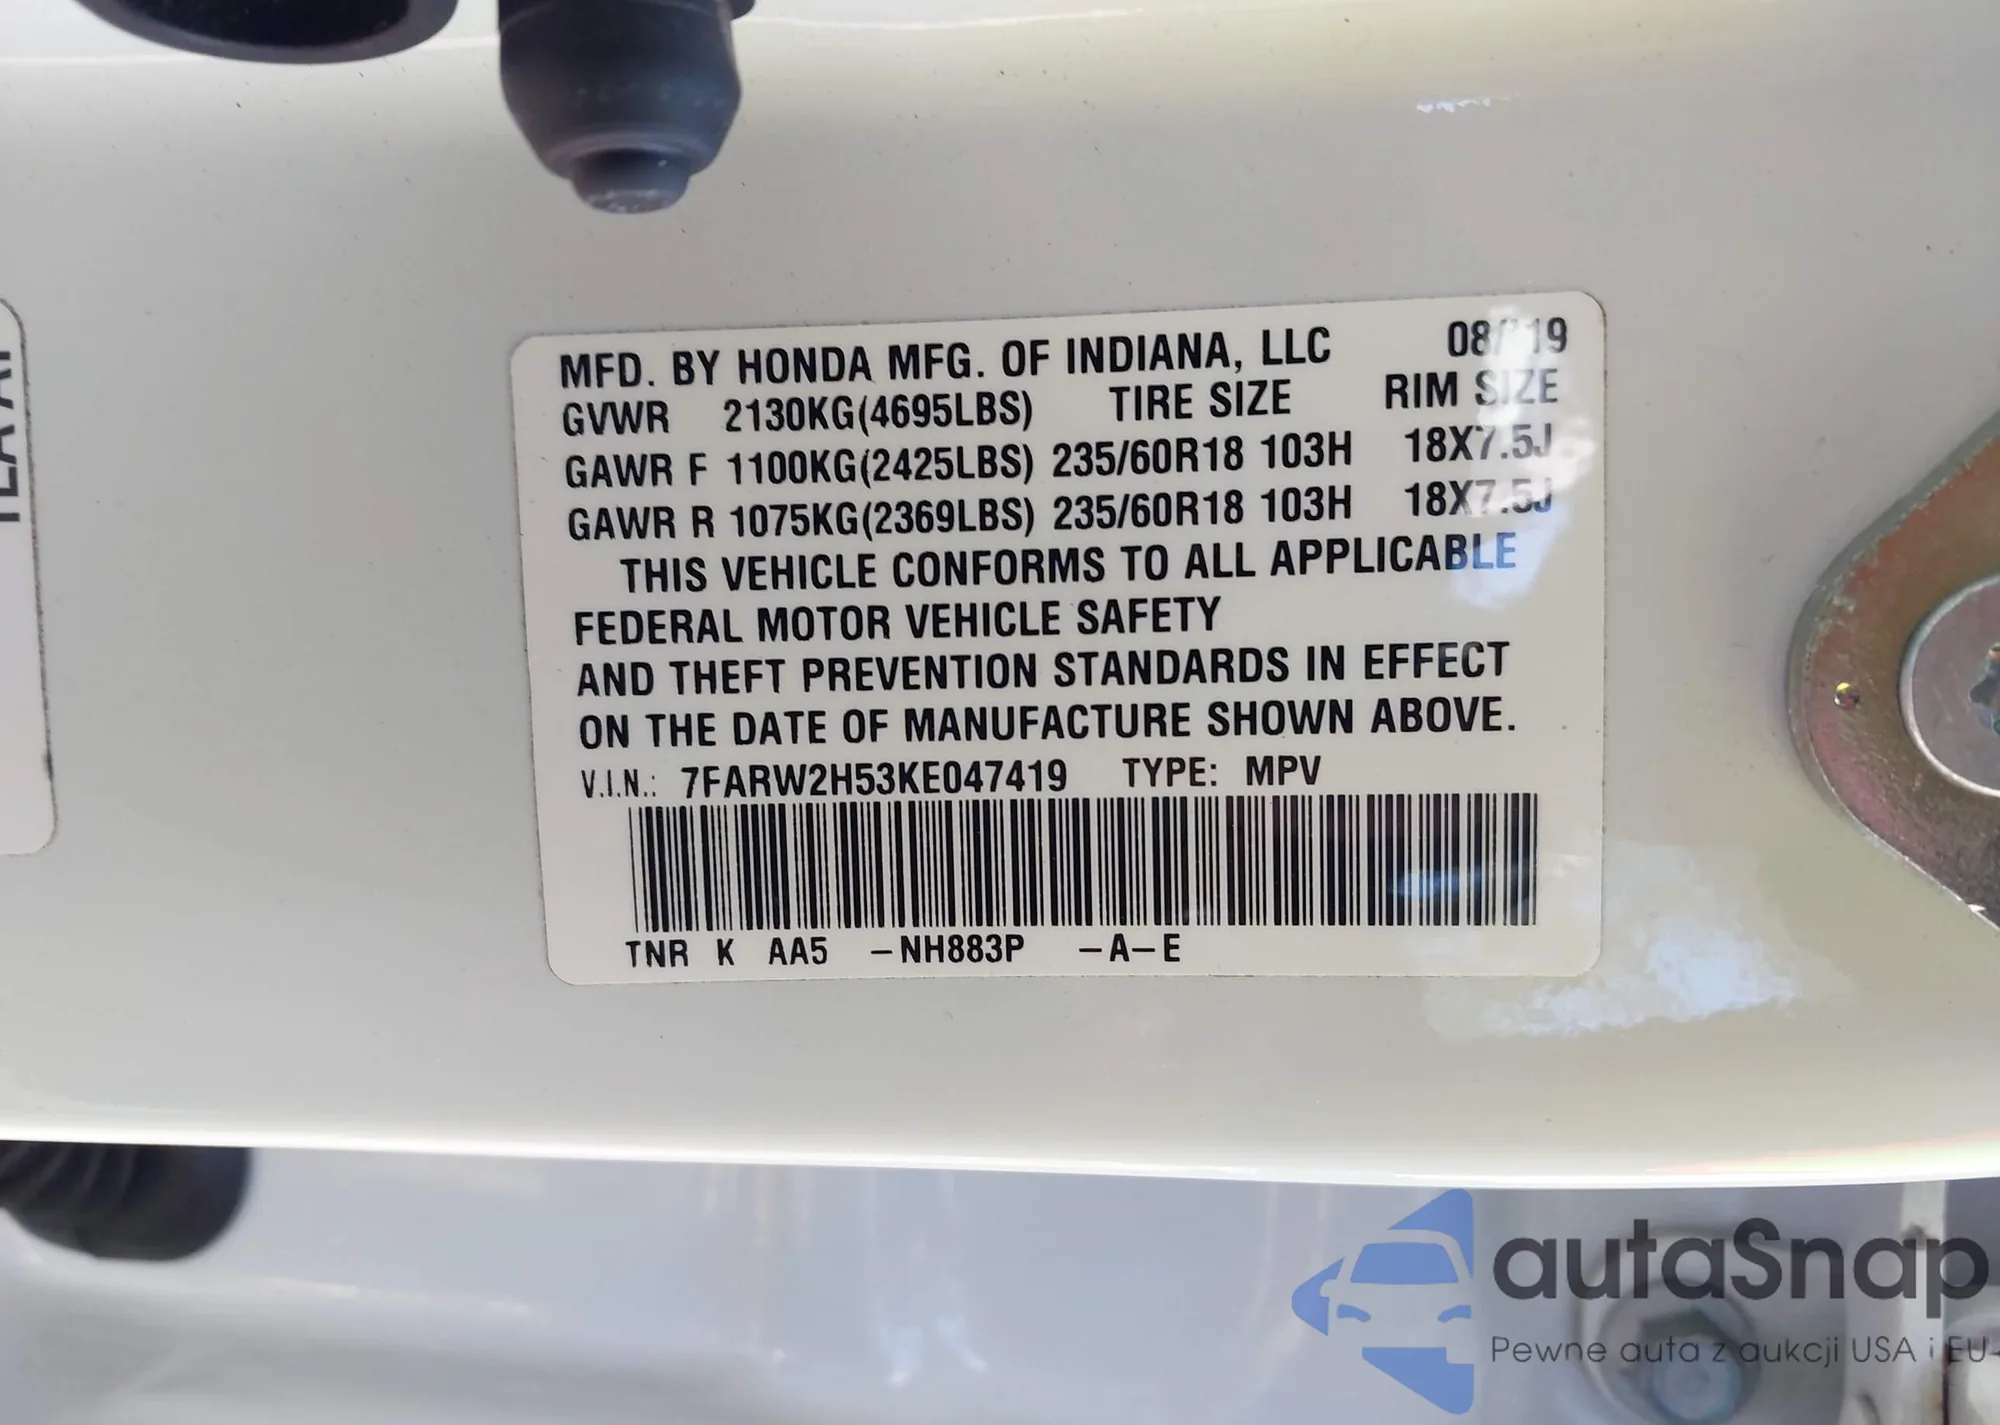 MFD. BY HONDA MFG. OF INDIANA, LLC
GVWR 2130KG(4695LBS) TIRE SIZE RIM SIZE
GAWR F 1100KG(2425LBS) 235/60R18 103H 18X7.5J
GAWR R 1075KG(2369LBS) 235/60R18 103H 18X7.5J
THIS VEHICLE CONFORMS TO ALL APPLICABLE
FEDERAL MOTOR VEHICLE SAFETY
AND THEFT PREVENTION STANDARDS IN EFFECT
ON THE DATE OF MANUFACTURE SHOWN ABOVE.
V.I.N.: 7FARW2H53KE047419 TYPE: MPV
TNR K AA5 –NH883P –A–E
autaSnap
Pewne auta z aukcji USA i EU